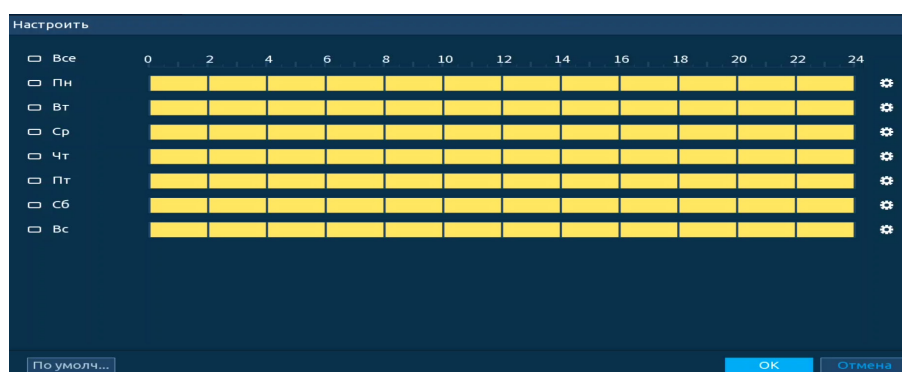 Настроить
Все 0 2 4 6 8 10 12 14 16 18 20 22 24
Пн
Вт
Ср
Чт
Пт
Сб
Вс
По умолч... OK Отмена